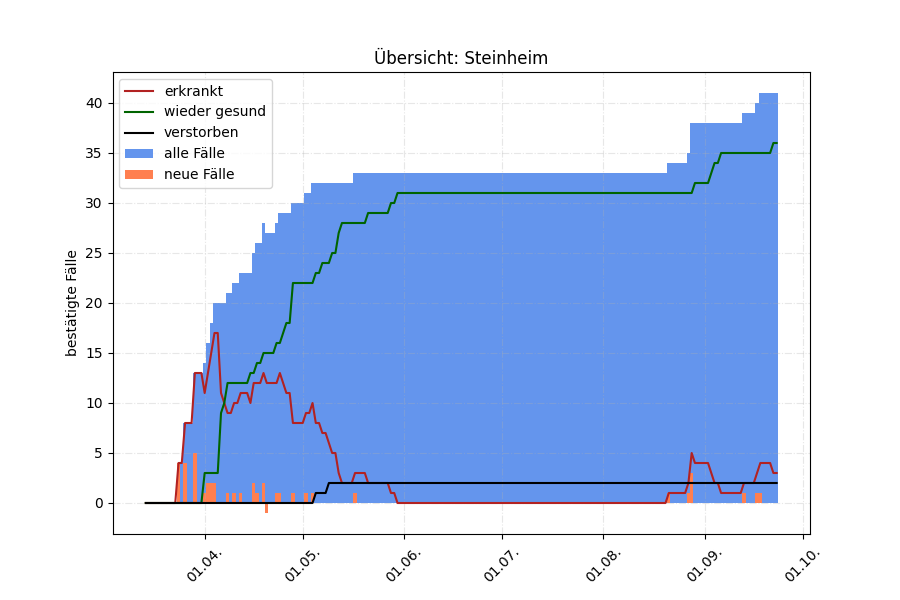 Übersicht: Steinheim
erkrankt
wieder gesund
verstorben
alle Fälle
neue Fälle
bestätigte Fälle
40
35
30
25
20
15
10
5
0
01.04.
01.05.
01.06.
01.07.
01.08.
01.09.
01.10.